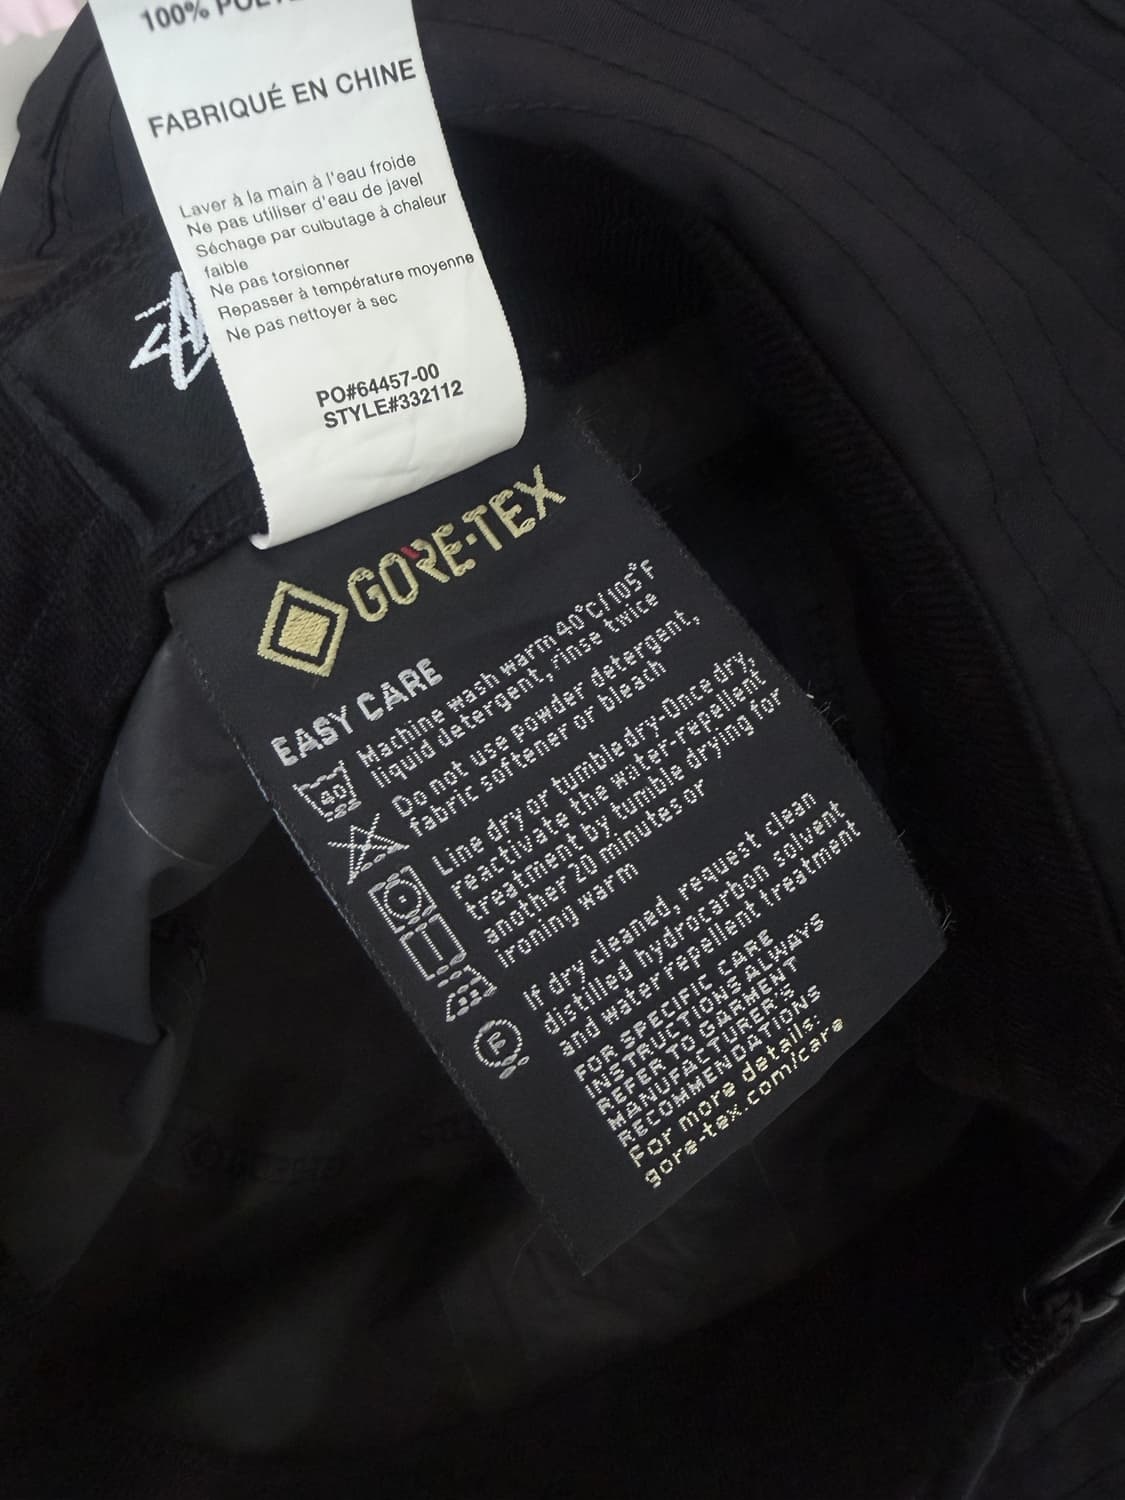 100%
FABRIQUÉ EN CHINE
Laver à la main à l'eau froide
Ne pas utiliser d'eau de javel
Séchage par culbutage à chaleur
faible
Ne pas torsionner
Repasser à température moyenne
Ne pas nettoyer à sec
PO#64457-00
STYLE#332112
GORE-TEX
EASY CARE
Machine wash warm 40°C/105°F
liquid detergent, rinse twice
Do not use powder detergent,
fabric softener or bleach
Line dry or tumble dry-Once dry,
reactivate the water-repellent
treatment by tumble drying for
another 20 minutes or
ironing warm
If dry cleaned, request clean
distilled hydrocarbon solvent
and water repellent treatment
FOR SPECIFIC CARE
INSTRUCTIONS ALWAYS
REFER TO GARMENT
MANUFACTURER'S
RECOMMENDATIONS
For more details:
gore-tex.com/care
40
F